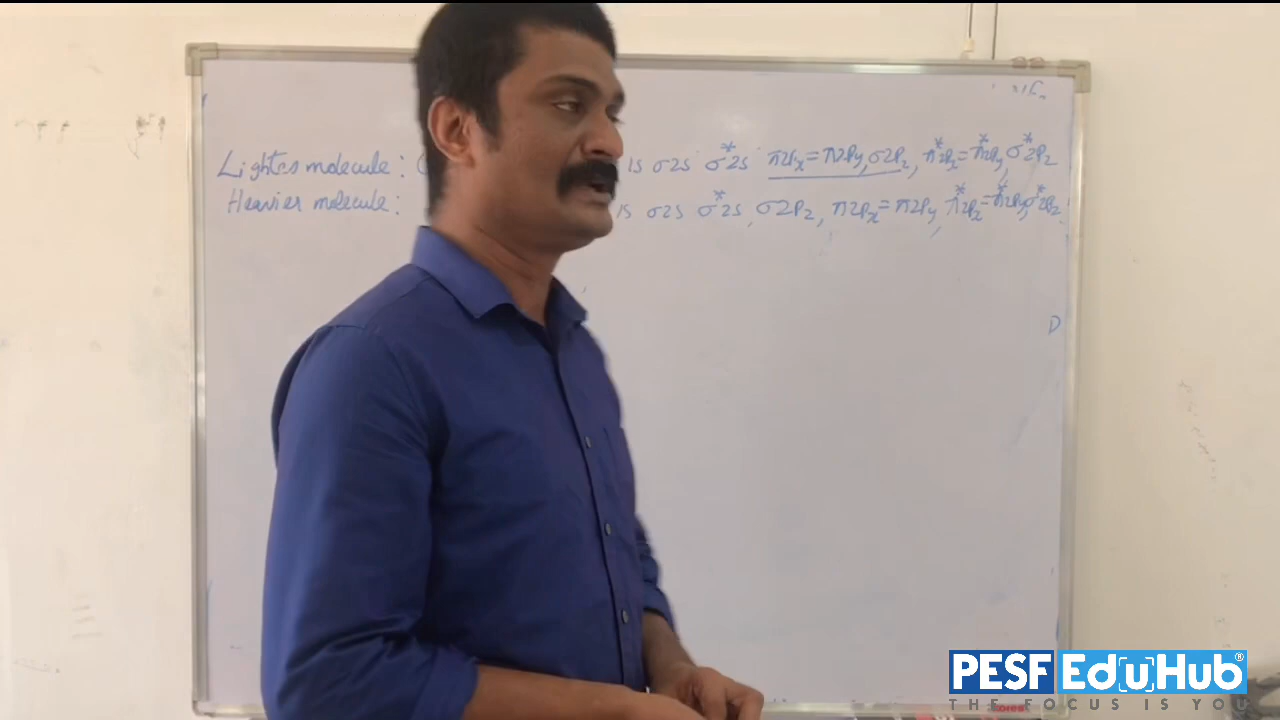 Lighter molecule: 1s σ2s σ*2s π2Px = π2Py, σ2Pz, π*2Px = π*2Py, σ*2Pz
Heavier molecule: 1s σ2s σ*2s, σ2Pz, π2Px = π2Py, π*2Px = π*2Py, σ*2Pz
D
PESF EduHub®
THE FOCUS IS YOU